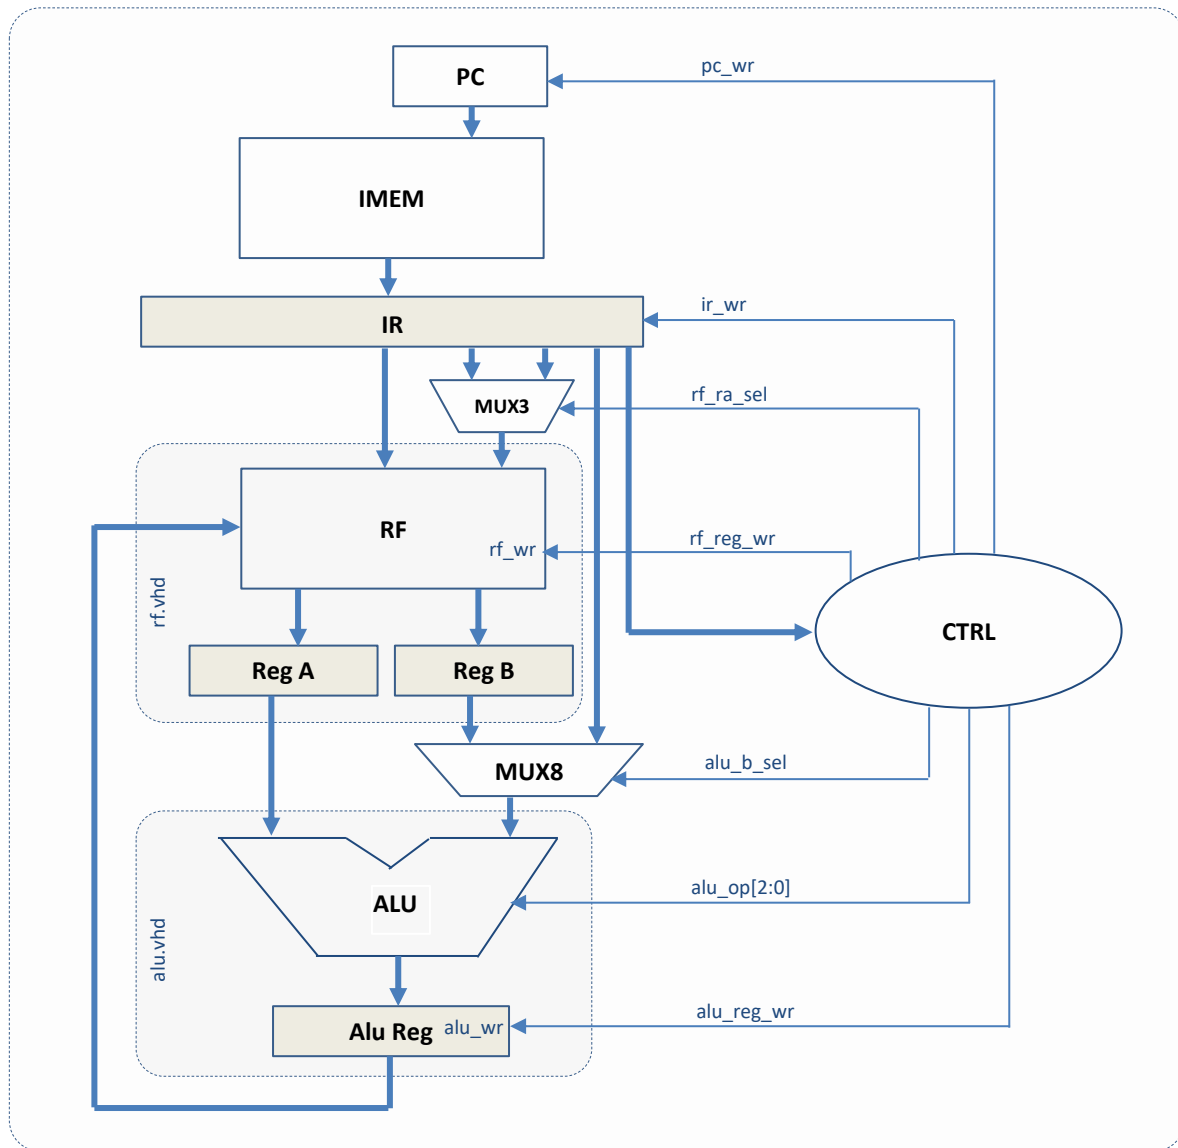 pc_wr
PC
IMEM
ir_wr
IR
rf_ra_sel
MUX3
RF
rf_wr
rf_reg_wr
rf.vhd
CTRL
Reg A
Reg B
MUX8
alu_b_sel
alu_op[2:0]
ALU
alu.vhd
alu_reg_wr
Alu Reg
alu_wr